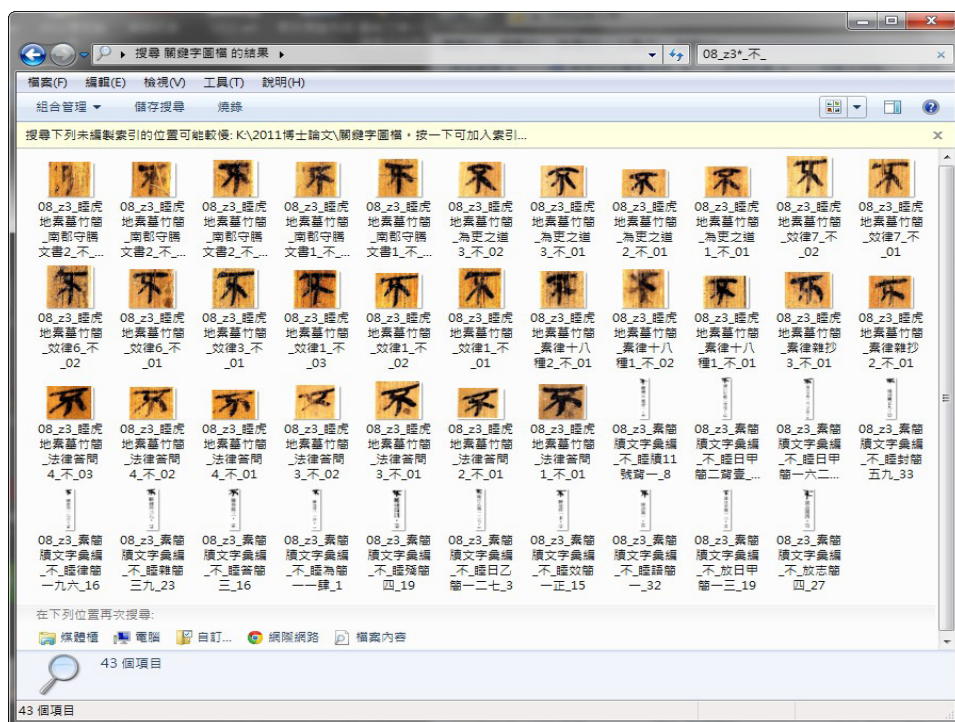 搜尋 關鍵字圖檔 的結果
08_z3*_不_
檔案(F) 編輯(E) 檢視(V) 工具(T) 說明(H)
組合管理 儲存搜尋 燒錄
搜尋下列未編製索引的位置可能較慢: K:\2011博士論文\關鍵字圖檔。按一下可加入索引...
08_z3_睡虎 08_z3_睡虎 08_z3_睡虎 08_z3_睡虎 08_z3_睡虎 08_z3_睡虎 08_z3_睡虎 08_z3_睡虎 08_z3_睡虎 08_z3_睡虎 08_z3_睡虎
地秦墓竹簡 地秦墓竹簡 地秦墓竹簡 地秦墓竹簡 地秦墓竹簡 地秦墓竹簡 地秦墓竹簡 地秦墓竹簡 地秦墓竹簡 地秦墓竹簡 地秦墓竹簡
_南郡守騰 _南郡守騰 _南郡守騰 _南郡守騰 _南郡守騰 _為吏之道 _為吏之道 _為吏之道 _為吏之道 _效律7_不_ _效律7_不_
文書2_不_... 文書2_不_... 文書2_不_... 文書1_不_... 文書1_不_... 3_不_02 3_不_01 2_不_01 1_不_01 02 01
08_z3_睡虎 08_z3_睡虎 08_z3_睡虎 08_z3_睡虎 08_z3_睡虎 08_z3_睡虎 08_z3_睡虎 08_z3_睡虎 08_z3_睡虎 08_z3_睡虎 08_z3_睡虎
地秦墓竹簡 地秦墓竹簡 地秦墓竹簡 地秦墓竹簡 地秦墓竹簡 地秦墓竹簡 地秦墓竹簡 地秦墓竹簡 地秦墓竹簡 地秦墓竹簡 地秦墓竹簡
_效律6_不 _效律6_不 _效律3_不 _效律1_不 _效律1_不 _效律1_不 _秦律十八 _秦律十八 _秦律十八 _秦律雜抄 _秦律雜抄
_02 _01 _01 _03 _02 _01 種2_不_01 種1_不_02 種1_不_01 3_不_01 2_不_01
08_z3_睡虎 08_z3_睡虎 08_z3_睡虎 08_z3_睡虎 08_z3_睡虎 08_z3_睡虎 08_z3_睡虎 08_z3_秦簡 08_z3_秦簡 08_z3_秦簡 08_z3_秦簡
地秦墓竹簡 地秦墓竹簡 地秦墓竹簡 地秦墓竹簡 地秦墓竹簡 地秦墓竹簡 地秦墓竹簡 牘文字彙編 牘文字彙編 牘文字彙編 牘文字彙編
_法律答問 _法律答問 _法律答問 _法律答問 _法律答問 _法律答問 _法律答問 _不_睡牘11 _不_睡日甲 _不_睡日甲 _不_睡封簡
4_不_03 4_不_02 4_不_01 3_不_02 3_不_01 2_不_01 1_不_01 號背一_8 簡二背壹_... 簡一六二... 五九_33
08_z3_秦簡 08_z3_秦簡 08_z3_秦簡 08_z3_秦簡 08_z3_秦簡 08_z3_秦簡 08_z3_秦簡 08_z3_秦簡 08_z3_秦簡 08_z3_秦簡
牘文字彙編 牘文字彙編 牘文字彙編 牘文字彙編 牘文字彙編 牘文字彙編 牘文字彙編 牘文字彙編 牘文字彙編 牘文字彙編
_不_睡律簡 _不_睡雜簡 _不_睡答簡 _不_睡為簡 _不_睡殘簡 _不_睡日乙 _不_睡效簡 _不_睡語簡 _不_放日甲 _不_放志簡
一九六_16 三九_23 三_16 一一肆_1 四_19 簡一二七_3 一正_15 一_32 簡一三_19 四_27
在下列位置再次搜尋:
媒體櫃 電腦 自訂... 網際網路 檔案內容
43 個項目
43 個項目